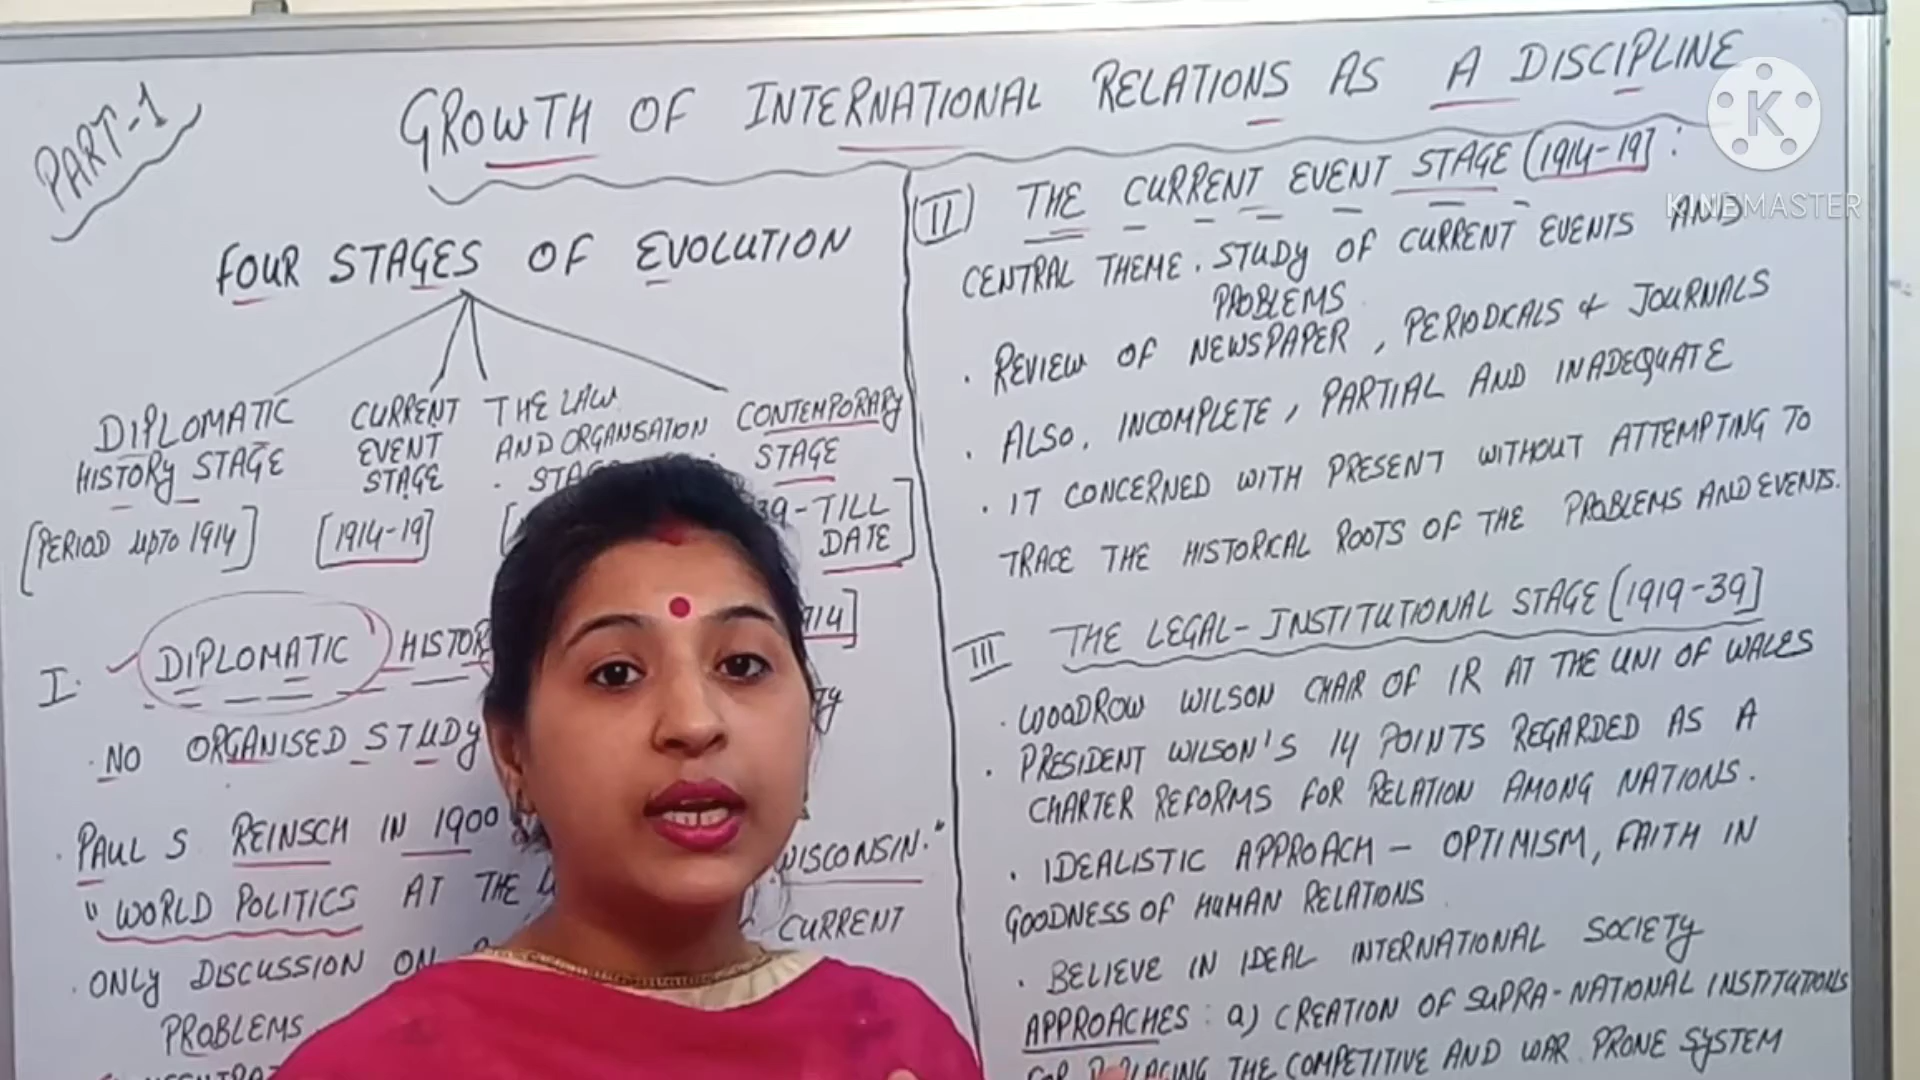 PART-1
GROWTH OF INTERNATIONAL RELATIONS AS A DISCIPLINE
K
KINEMASTER
FOUR STAGES OF EVOLUTION
DIPLOMATIC
HISTORY STAGE
[PERIOD UPTO 1914]
CURRENT
EVENT
STAGE
[1914-19]
THE LAW
AND ORGANSATION
CONTEMPORARY
STAGE
39-TILL
DATE]
I. DIPLOMATIC HISTOR
914]
. NO ORGANISED STUDY
. PAUL S REINSCH IN 1900
"WORLD POLITICS AT THE
WISCONSIN."
. ONLY DISCUSSION ON
CURRENT
PROBLEMS
II) THE CURRENT EVENT STAGE (1914-19] :
CENTRAL THEME . STUDY OF CURRENT EVENTS AND
PROBLEMS
. REVIEW OF NEWSPAPER, PERIODICALS & JOURNALS
. ALSO, INCOMPLETE, PARTIAL AND INADEQUATE
. IT CONCERNED WITH PRESENT WITHOUT ATTEMPTING TO
TRACE THE HISTORICAL ROOTS OF THE PROBLEMS AND EVENTS.
III THE LEGAL-INSTITUTIONAL STAGE [1919-39]
. WOODROW WILSON CHAIR OF IR AT THE UNI OF WALES
. PRESIDENT WILSON'S 14 POINTS REGARDED AS A
CHARTER REFORMS FOR RELATION AMONG NATIONS.
. IDEALISTIC APPROACH - OPTIMISM, FAITH IN
GOODNESS OF HUMAN RELATIONS
. BELIEVE IN IDEAL INTERNATIONAL SOCIETY
APPROACHES : a) CREATION OF SUPRA-NATIONAL INSTITUTIONS
FOR REPLACING THE COMPETITIVE AND WAR PRONE SYSTEM